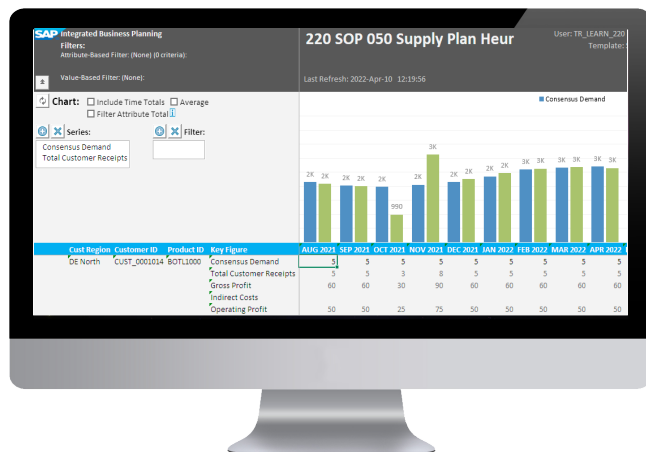 SAP Integrated Business Planning
Filters:
Attribute-Based Filter: (None) (0 criteria):
Value-Based Filter: (None):
220 SOP 050 Supply Plan Heur
User: TR_LEARN_220
Template:
Last Refresh: 2022-Apr-10 12:19:56
Chart: Include Time Totals Average
Filter Attribute Total
Series: Filter:
Consensus Demand
Total Customer Receipts
Consensus Demand
2K 2K 2K 2K 2K 990 2K 3K 2K 2K 2K 2K 3K 3K 3K 3K 3K 3K
Cust Region Customer ID Product ID Key Figure AUG 2021 SEP 2021 OCT 2021 NOV 2021 DEC 2021 JAN 2022 FEB 2022 MAR 2022 APR 2022
DE North CUST_0001014 BOTL1000 Consensus Demand 5 5 5 5 5 5 5 5 5
Total Customer Receipts 5 5 3 8 5 5 5 5 5
Gross Profit 60 60 30 90 60 60 60 60 60
Indirect Costs
Operating Profit 50 50 25 75 50 50 50 50 50